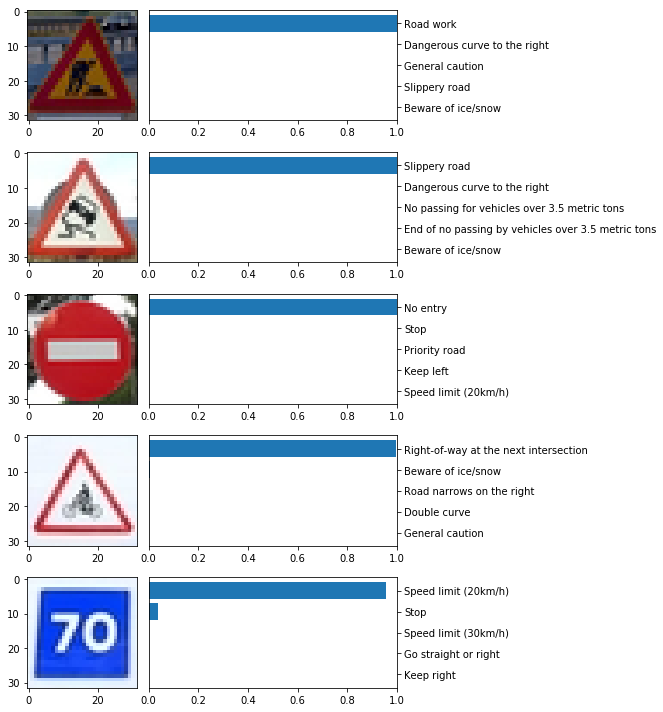 0
10
20
30
0
20
0.0
0.2
0.4
0.6
0.8
1.0
Road work
Dangerous curve to the right
General caution
Slippery road
Beware of ice/snow
0
10
20
30
0
20
0.0
0.2
0.4
0.6
0.8
1.0
Slippery road
Dangerous curve to the right
No passing for vehicles over 3.5 metric tons
End of no passing by vehicles over 3.5 metric tons
Beware of ice/snow
0
10
20
30
0
20
0.0
0.2
0.4
0.6
0.8
1.0
No entry
Stop
Priority road
Keep left
Speed limit (20km/h)
0
10
20
30
0
20
0.0
0.2
0.4
0.6
0.8
1.0
Right-of-way at the next intersection
Beware of ice/snow
Road narrows on the right
Double curve
General caution
0
10
20
30
0
20
70
0.0
0.2
0.4
0.6
0.8
1.0
Speed limit (20km/h)
Stop
Speed limit (30km/h)
Go straight or right
Keep right